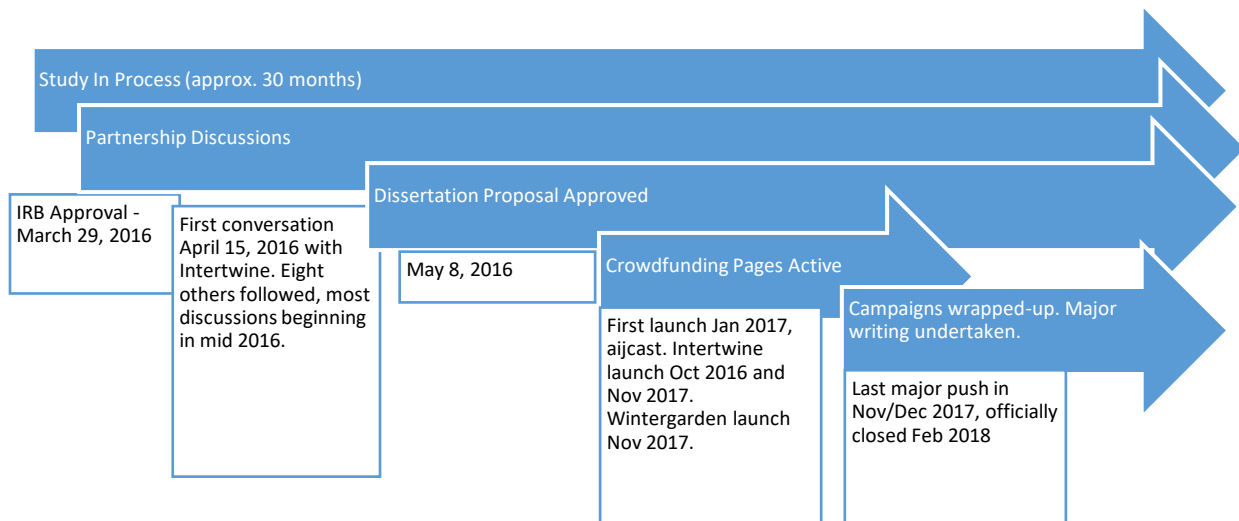 Study In Process (approx. 30 months)
Partnership Discussions
IRB Approval -
March 29, 2016
First conversation
April 15, 2016 with
Intertwine. Eight
others followed, most
discussions beginning
in mid 2016.
Dissertation Proposal Approved
May 8, 2016
Crowdfunding Pages Active
First launch Jan 2017,
aijcast. Intertwine
launch Oct 2016 and
Nov 2017.
Wintergarden launch
Nov 2017.
Campaigns wrapped-up. Major
writing undertaken.
Last major push in
Nov/Dec 2017, officially
closed Feb 2018